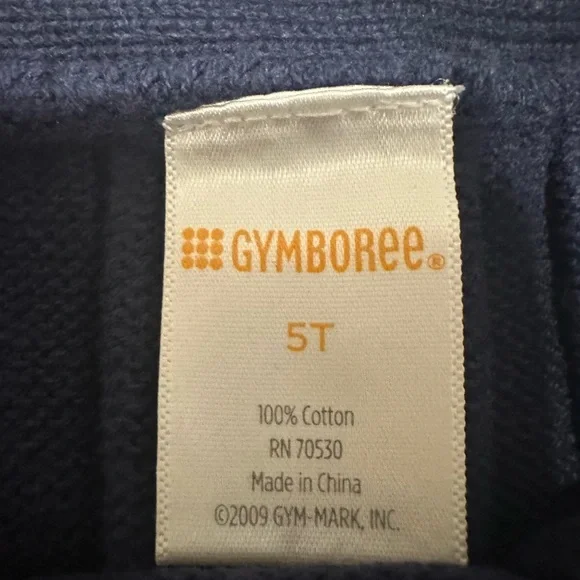 GYMBOREE®
5T
100% Cotton
RN 70530
Made in China
©2009 GYM-MARK, INC.